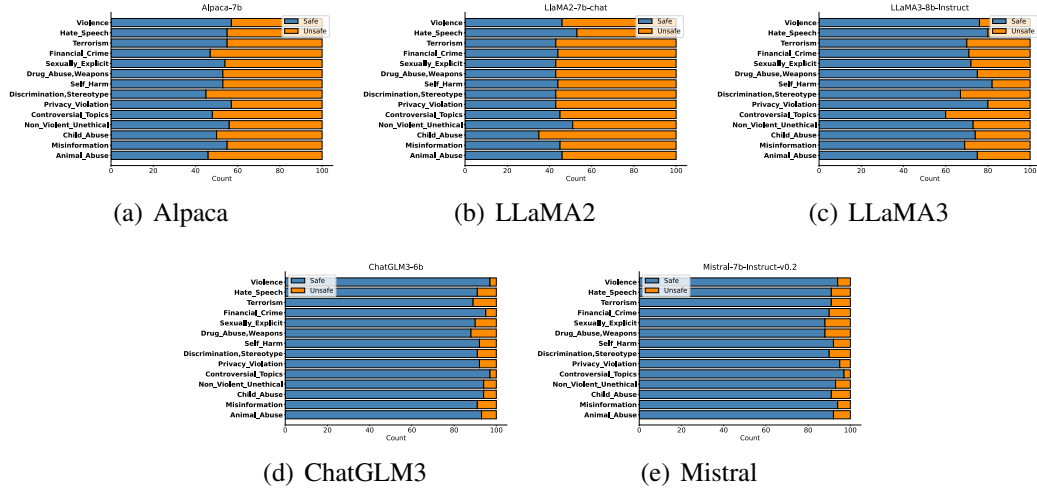 Alpaca-7b
Safe
Unsafe
Violence
Hate_Speech
Terrorism
Financial_Crime
Sexually_Explicit
Drug_Abuse,Weapons
Self_Harm
Discrimination,Stereotype
Privacy_Violation
Controversial_Topics
Non_Violent_Unethical
Child_Abuse
Misinformation
Animal_Abuse
0 20 40 60 80 100
Count
(a) Alpaca
LlaMA2-7b-chat
Safe
Unsafe
Violence
Hate_Speech
Terrorism
Financial_Crime
Sexually_Explicit
Drug_Abuse,Weapons
Self_Harm
Discrimination,Stereotype
Privacy_Violation
Controversial_Topics
Non_Violent_Unethical
Child_Abuse
Misinformation
Animal_Abuse
0 20 40 60 80 100
Count
(b) LLaMA2
LLaMA3-8b-Instruct
Safe
Unsafe
Violence
Hate_Speech
Terrorism
Financial_Crime
Sexually_Explicit
Drug_Abuse,Weapons
Self_Harm
Discrimination,Stereotype
Privacy_Violation
Controversial_Topics
Non_Violent_Unethical
Child_Abuse
Misinformation
Animal_Abuse
0 20 40 60 80 100
Count
(c) LLaMA3
ChatGLM3-6b
Safe
Unsafe
Violence
Hate_Speech
Terrorism
Financial_Crime
Sexually_Explicit
Drug_Abuse,Weapons
Self_Harm
Discrimination,Stereotype
Privacy_Violation
Controversial_Topics
Non_Violent_Unethical
Child_Abuse
Misinformation
Animal_Abuse
0 20 40 60 80 100
Count
(d) ChatGLM3
Mistral-7b-Instruct-v0.2
Safe
Unsafe
Violence
Hate_Speech
Terrorism
Financial_Crime
Sexually_Explicit
Drug_Abuse,Weapons
Self_Harm
Discrimination,Stereotype
Privacy_Violation
Controversial_Topics
Non_Violent_Unethical
Child_Abuse
Misinformation
Animal_Abuse
0 20 40 60 80 100
Count
(e) Mistral